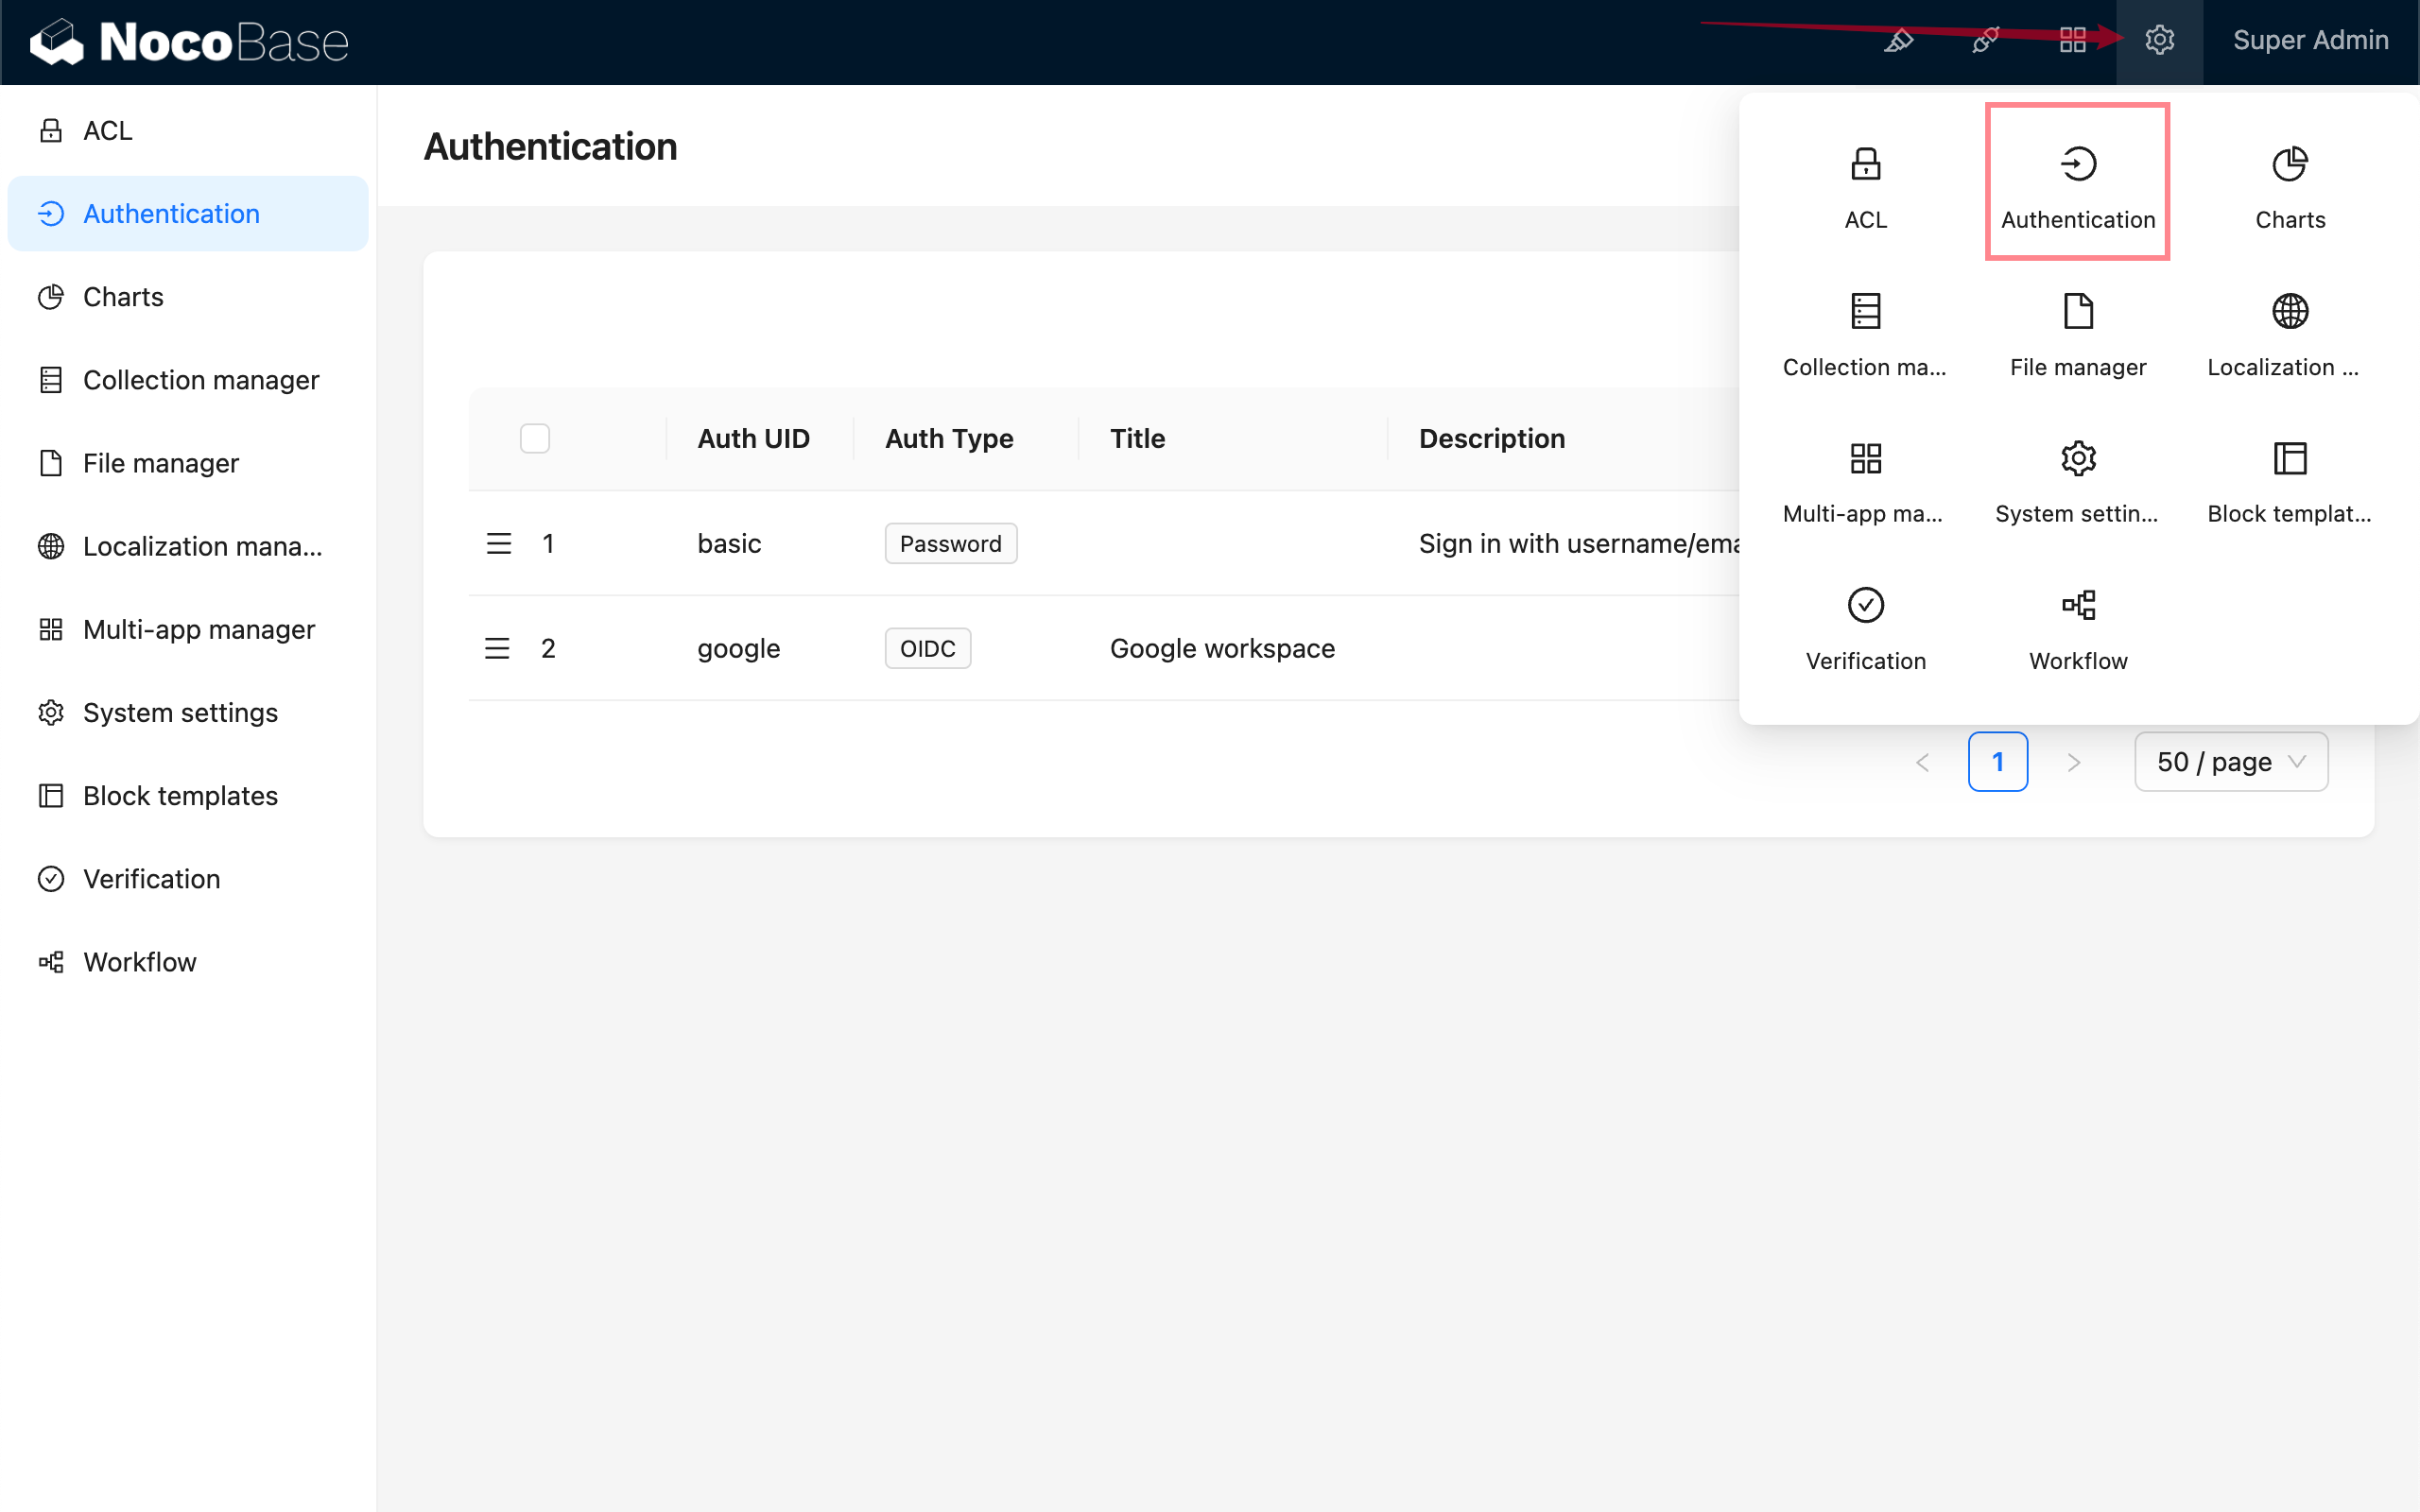 NocoBase
Super Admin
ACL
Authentication
Charts
Collection manager
File manager
Localization mana...
Multi-app manager
System settings
Block templates
Verification
Workflow
Authentication
Auth UID Auth Type Title Description
1 basic Password Sign in with username/ema
2 google OIDC Google workspace
1 50 / page
ACL Authentication Charts
Collection ma... File manager Localization ...
Multi-app ma... System settin... Block templat...
Verification Workflow